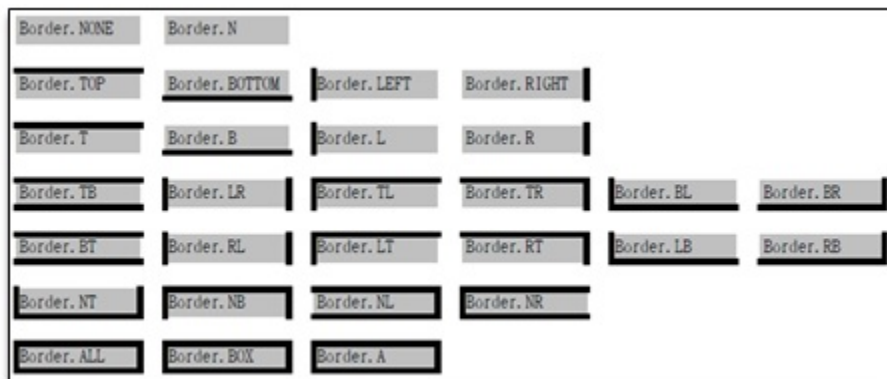 Border.NONE Border.N
Border.TOP Border.BOTTOM Border.LEFT Border.RIGHT
Border.T Border.B Border.L Border.R
Border.TB Border.LR Border.TL Border.TR Border.BL Border.BR
Border.BT Border.RL Border.LT Border.RT Border.LB Border.RB
Border.NT Border.NB Border.NL Border.NR
Border.ALL Border.BOX Border.A